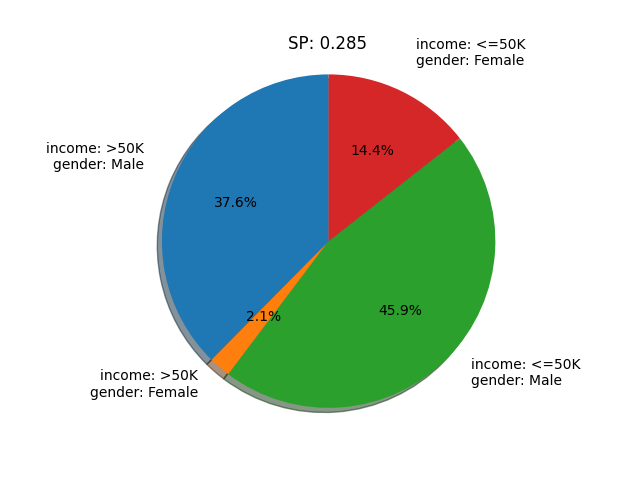 SP: 0.285
income: <=50K
gender: Female
income: >50K
gender: Male
14.4%
37.6%
2.1%
45.9%
income: <=50K
gender: Male
income: >50K
gender: Female